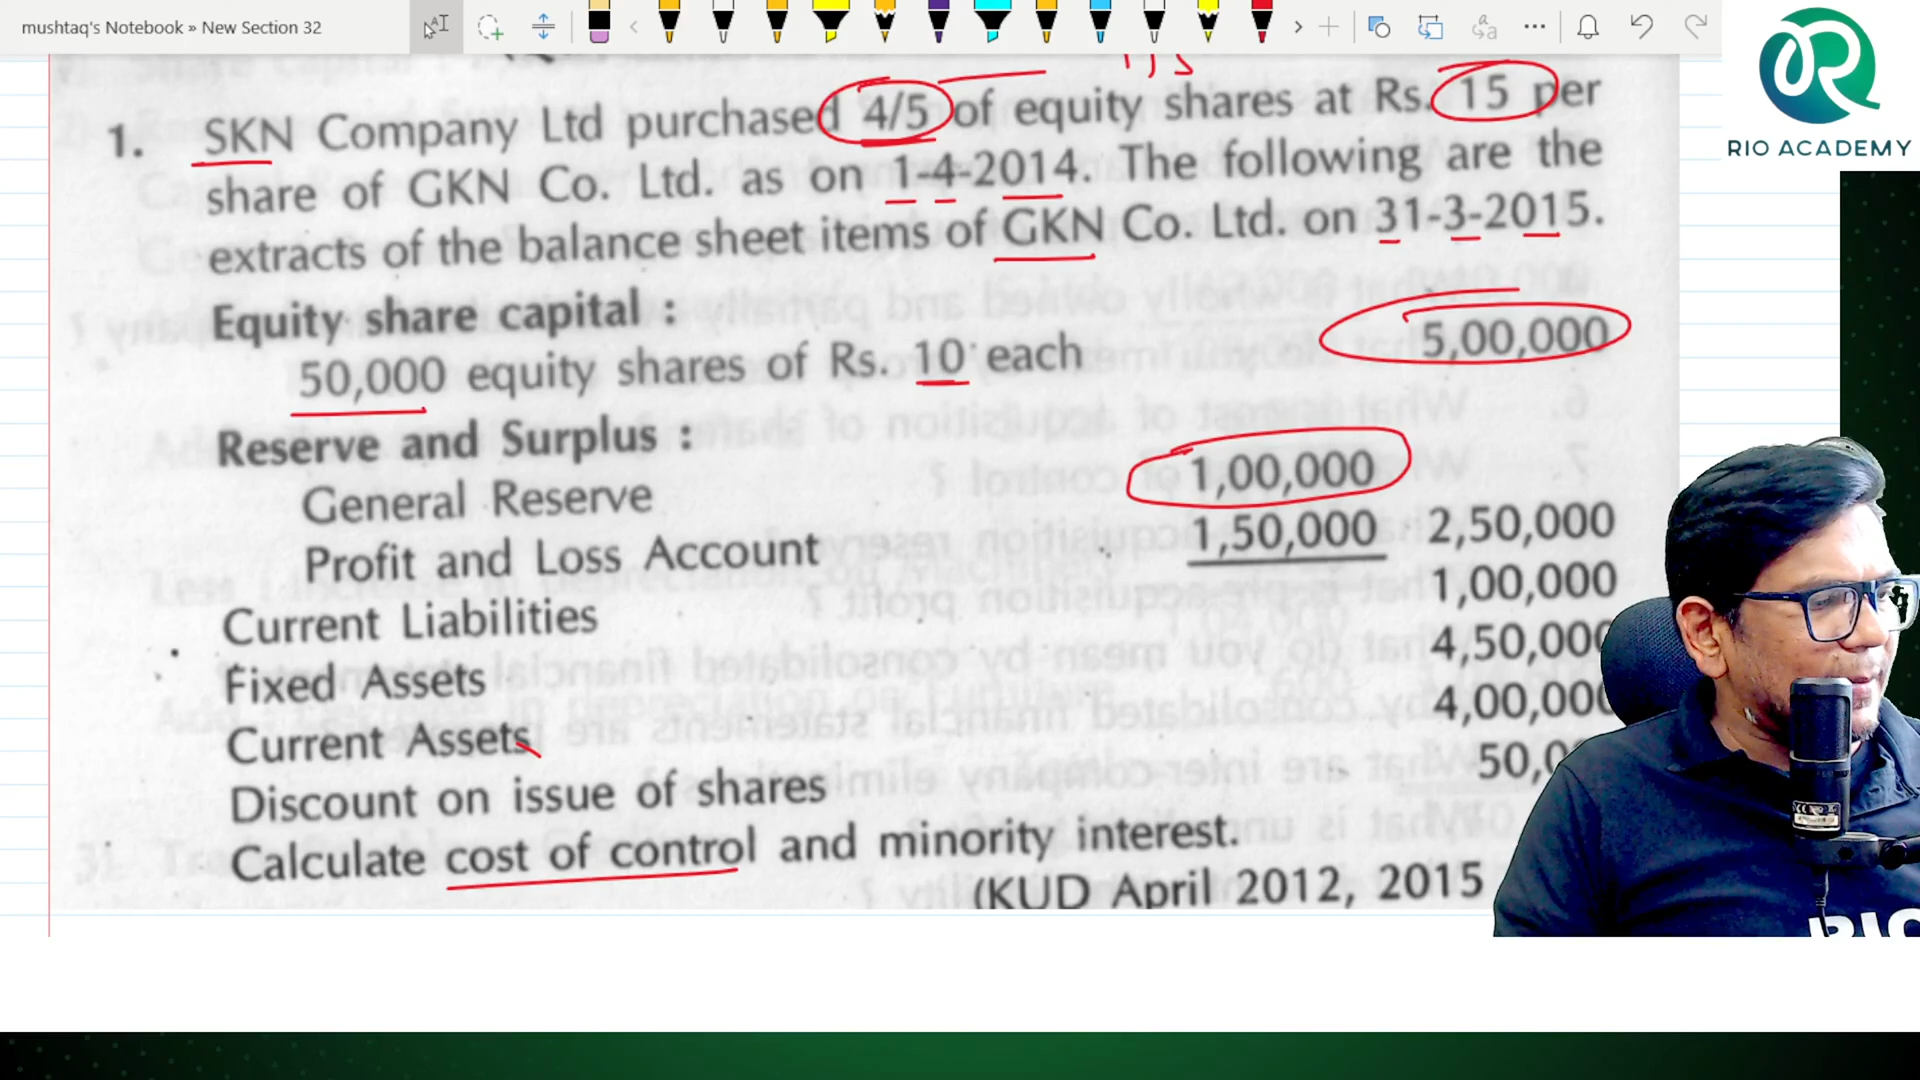 mushtaq's Notebook » New Section 32
RIO ACADEMY
1/5
1. SKN Company Ltd purchased 4/5 of equity shares at Rs. 15 per
share of GKN Co. Ltd. as on 1-4-2014. The following are the
extracts of the balance sheet items of GKN Co. Ltd. on 31-3-2015.
Equity share capital :
50,000 equity shares of Rs. 10 each 5,00,000
Reserve and Surplus :
General Reserve 1,00,000
Profit and Loss Account 1,50,000 2,50,000
Current Liabilities 1,00,000
Fixed Assets 4,50,000
Current Assets 4,00,000
Discount on issue of shares 50,0
Calculate cost of control and minority interest.
(KUD April 2012, 2015